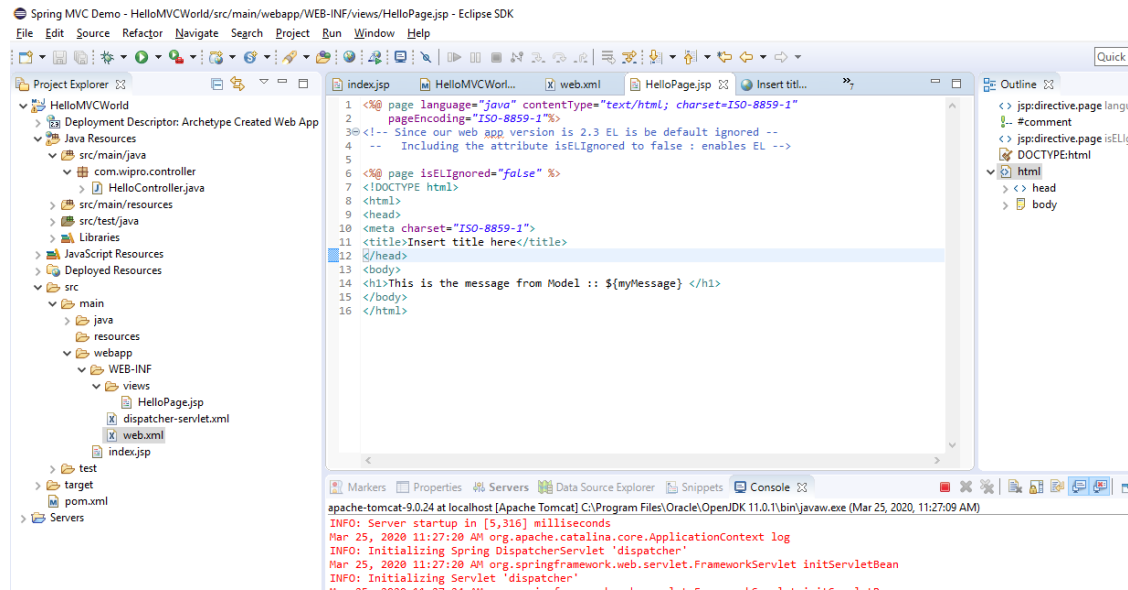 Spring MVC Demo - HelloMVCWorld/src/main/webapp/WEB-INF/views/HelloPage.jsp - Eclipse SDK
File Edit Source Refactor Navigate Search Project Run Window Help
Quick
Project Explorer
HelloMVCWorld
Deployment Descriptor: Archetype Created Web App
Java Resources
src/main/java
com.wipro.controller
HelloController.java
src/main/resources
src/test/java
Libraries
JavaScript Resources
Deployed Resources
src
main
java
resources
webapp
WEB-INF
views
HelloPage.jsp
dispatcher-servlet.xml
web.xml
index.jsp
test
target
pom.xml
Servers
index.jsp HelloMVCWorl... web.xml HelloPage.jsp Insert titl... »7
1 <%@ page language="java" contentType="text/html; charset=ISO-8859-1"
2 pageEncoding="ISO-8859-1"%>
3 <!-- Since our web app version is 2.3 EL is be default ignored --
4 -- Including the attribute isELIgnored to false : enables EL -->
5
6 <%@ page isELIgnored="false" %>
7 <!DOCTYPE html>
8 <html>
9 <head>
10 <meta charset="ISO-8859-1">
11 <title>Insert title here</title>
12 </head>
13 <body>
14 <h1>This is the message from Model :: ${myMessage} </h1>
15 </body>
16 </html>
Outline
jsp:directive.page langu
#comment
jsp:directive.page isELIg
DOCTYPE:html
html
head
body
Markers Properties Servers Data Source Explorer Snippets Console
apache-tomcat-9.0.24 at localhost [Apache Tomcat] C:\Program Files\Oracle\OpenJDK 11.0.1\bin\javaw.exe (Mar 25, 2020, 11:27:09 AM)
INFO: Server startup in [5,316] milliseconds
Mar 25, 2020 11:27:20 AM org.apache.catalina.core.ApplicationContext log
INFO: Initializing Spring DispatcherServlet 'dispatcher'
Mar 25, 2020 11:27:20 AM org.springframework.web.servlet.FrameworkServlet initServletBean
INFO: Initializing Servlet 'dispatcher'